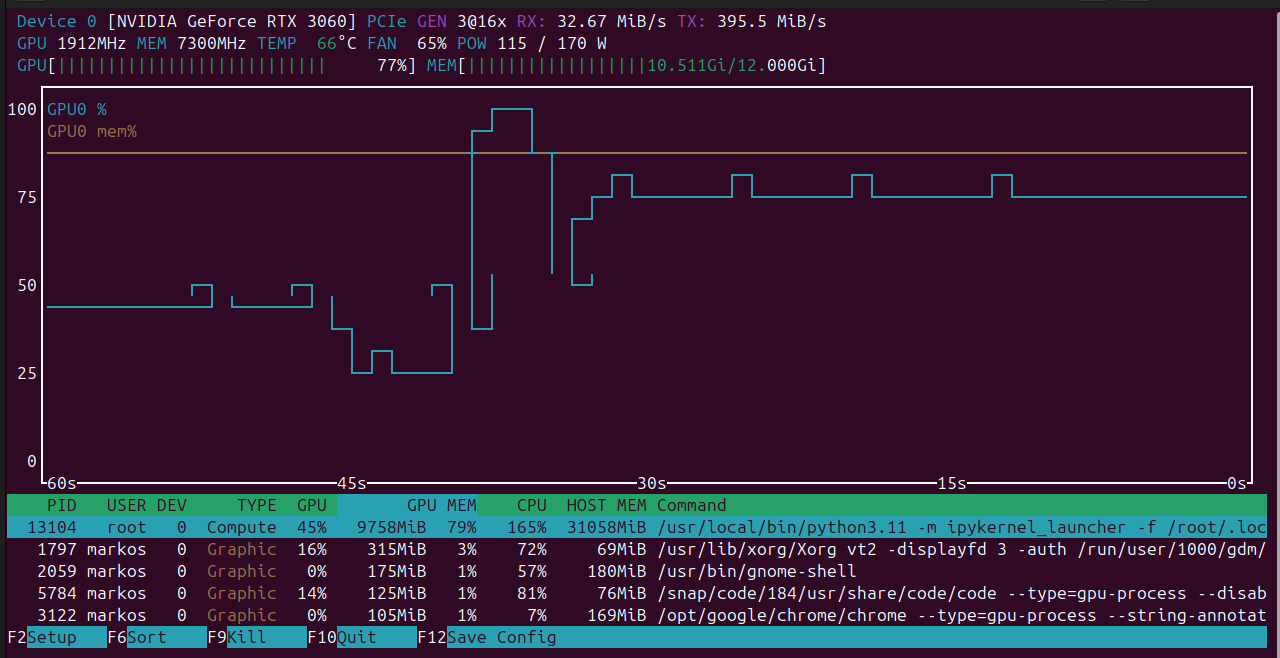 Device 0 [NVIDIA GeForce RTX 3060] PCIe GEN 3@16x RX: 32.67 MiB/s TX: 395.5 MiB/s
GPU 1912MHz MEM 7300MHz TEMP 66°C FAN 65% POW 115 / 170 W
GPU[|||||||||||||||||||||||||||     77%] MEM[||||||||||||||||||10.511Gi/12.000Gi]
100
GPU0 %
GPU0 mem%
75
50
25
0
60s 45s 30s 15s 0s
PID USER DEV TYPE GPU GPU MEM CPU HOST MEM Command
13104 root 0 Compute 45% 9758MiB 79% 165% 31058MiB /usr/local/bin/python3.11 -m ipykernel_launcher -f /root/.loc
1797 markos 0 Graphic 16% 315MiB 3% 72% 69MiB /usr/lib/xorg/Xorg vt2 -displayfd 3 -auth /run/user/1000/gdm/
2059 markos 0 Graphic 0% 175MiB 1% 57% 180MiB /usr/bin/gnome-shell
5784 markos 0 Graphic 14% 125MiB 1% 81% 76MiB /snap/code/184/usr/share/code/code --type=gpu-process --disab
3122 markos 0 Graphic 0% 105MiB 1% 7% 169MiB /opt/google/chrome/chrome --type=gpu-process --string-annotat
F2Setup F6Sort F9Kill F10Quit F12Save Config